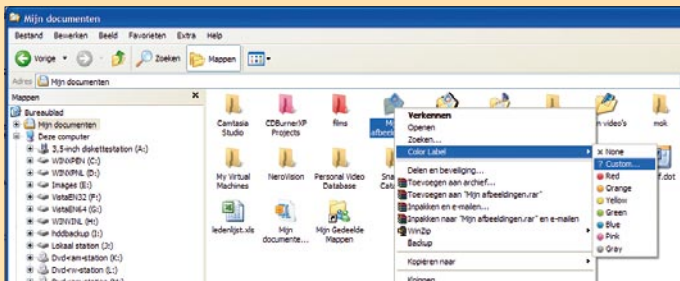 Mijn documenten
Bestand Bewerken Beeld Favorieten Extra Help
Vorige Zoeken Mappen
Adres Mijn documenten
Mappen x
Bureaublad
Mijn documenten
Deze computer
3,5-inch diskettestation (A:)
WINXPEN (C:)
WINXPNL (D:)
Images (E:)
VistaEN32 (F:)
VistaEN64 (G:)
WINVINL (H:)
hddbackup (I:)
Lokaal station (J:)
Dvd-ram-station (K:)
Dvd-rw-station (L:)
Camtasia Studio
CDBurnerXP Projects
films
n video's
mok
My Virtual Machines
NeroVision
Personal Video Database
ledenlijst.xls
Mijn documente...
Mijn Gedeelde Mappen
Verkennen
Openen
Zoeken...
Color Label
Delen en beveiliging...
Toevoegen aan archief...
Toevoegen aan "Mijn afbeeldingen.rar"
Inpakken en e-mailen...
Inpakken naar "Mijn afbeeldingen.rar" en e-mailen
WinZip
Backup
Kopiëren naar
Knippen
x None
? Custom...
Red
Orange
Yellow
Green
Blue
Pink
Gray